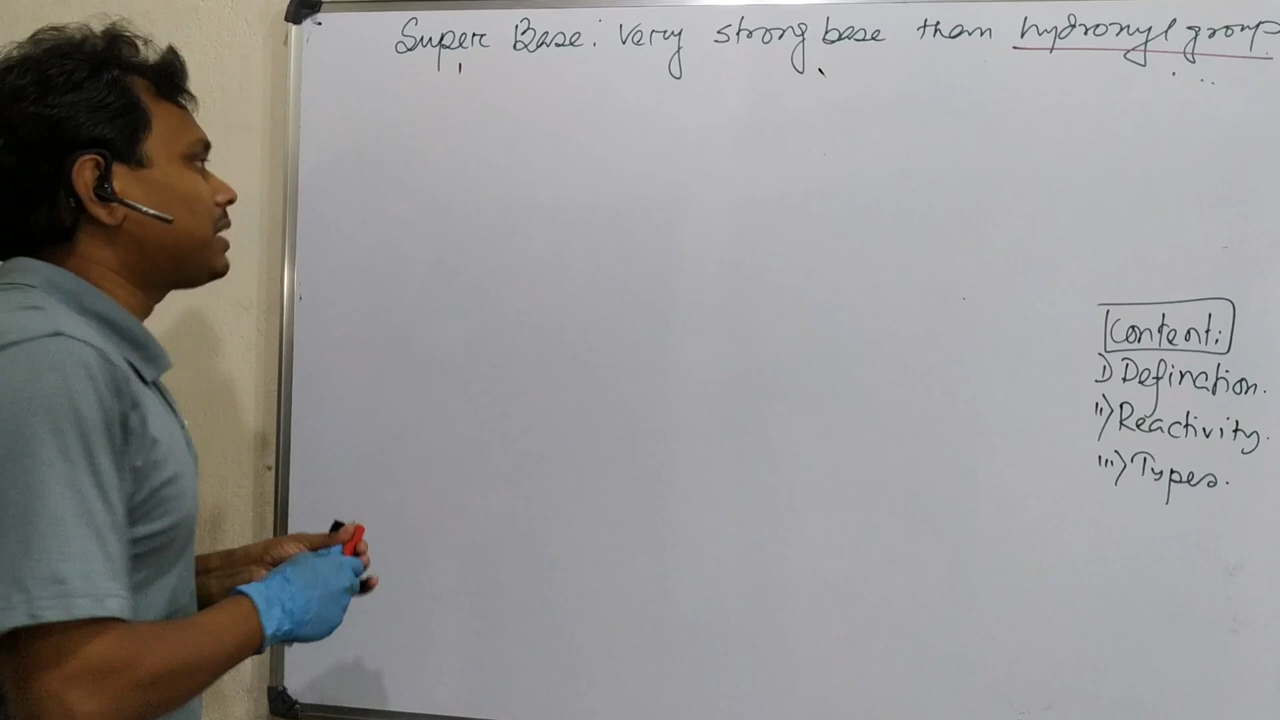 Super Base: Very strong base than hydroxyl group
Content:
i) Defination.
ii) Reactivity.
iii) Types.